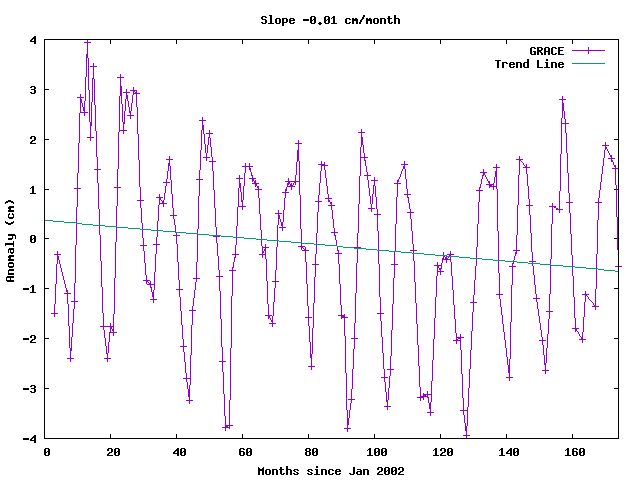 Slope -0.01 cm/month
GRACE
Trend Line
4
3
2
1
0
-1
-2
-3
-4
Anomaly (cm)
0 20 40 60 80 100 120 140 160
Months since Jan 2002